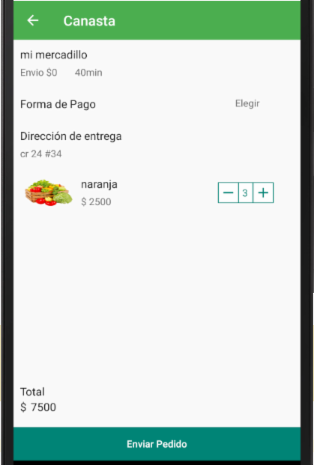 Canasta
mi mercadillo
Envio $0 40min
Forma de Pago Elegir
Dirección de entrega
cr 24 #34
naranja
$ 2500
3
Total
$ 7500
Enviar Pedido